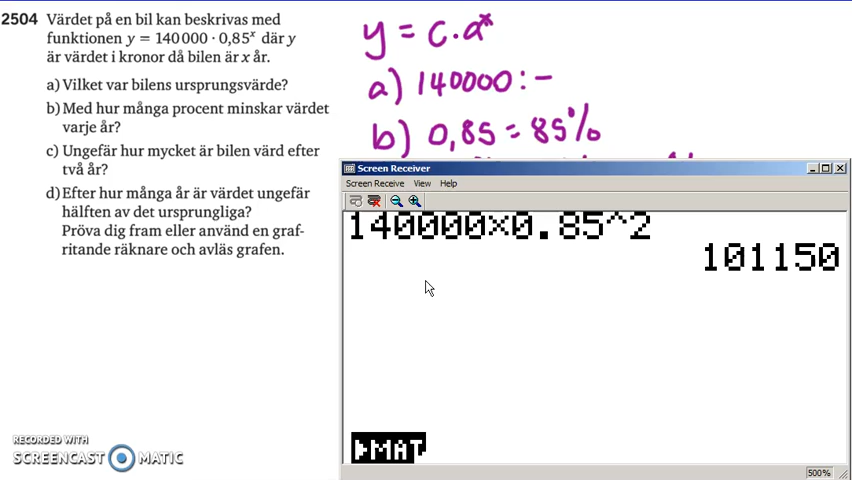 2504 Värdet på en bil kan beskrivas med
funktionen y = 140 000 · 0,85ˣ där y
är värdet i kronor då bilen är x år.
a) Vilket var bilens ursprungsvärde?
b) Med hur många procent minskar värdet
varje år?
c) Ungefär hur mycket är bilen värd efter
två år?
d) Efter hur många år är värdet ungefär
hälften av det ursprungliga?
Pröva dig fram eller använd en graf-
ritande räknare och avläs grafen.
y = C·aˣ
a) 140000:-
b) 0,85 = 85%
Screen Receiver
Screen Receive View Help
140000×0.85^2
101150
▶MAT
500%
RECORDED WITH
SCREENCAST MATIC